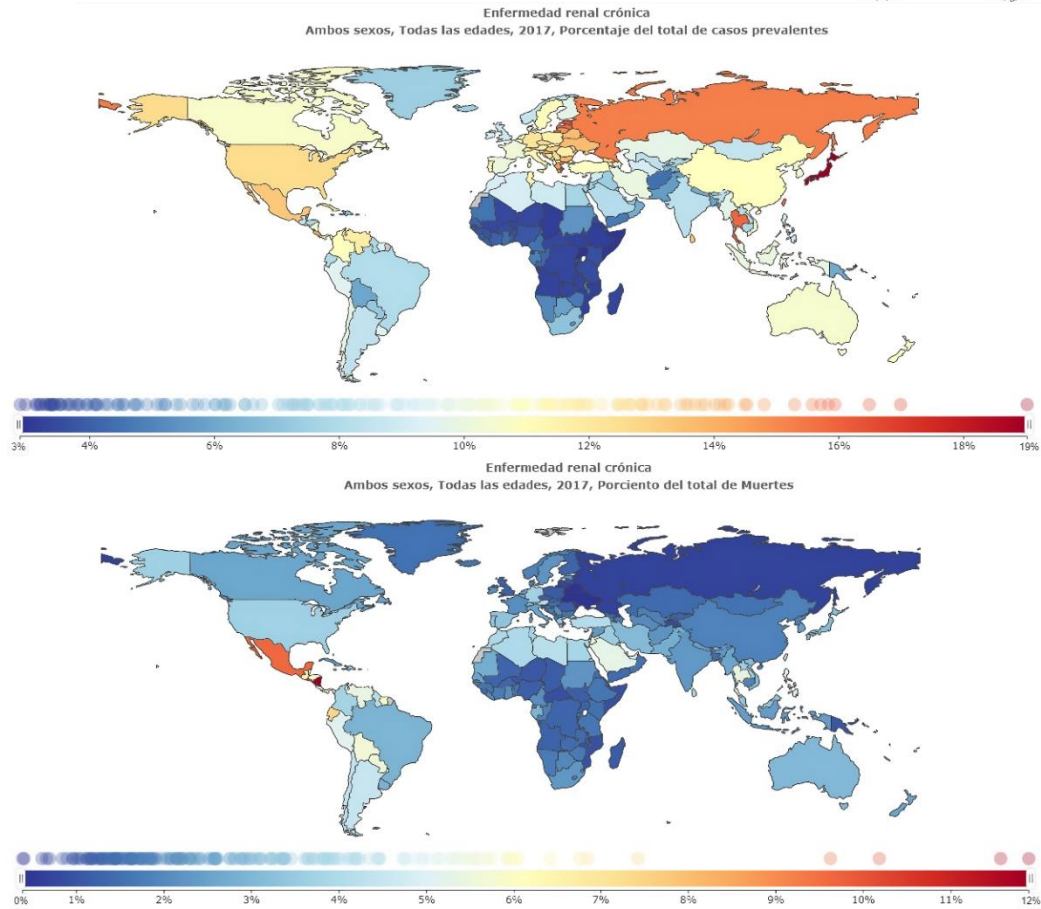 Enfermedad renal crónica
Ambos sexos, Todas las edades, 2017, Porcentaje del total de casos prevalentes
3% 4% 6% 8% 10% 12% 14% 16% 18% 19%
Enfermedad renal crónica
Ambos sexos, Todas las edades, 2017, Porciento del total de Muertes
0% 1% 2% 3% 4% 5% 6% 7% 8% 9% 10% 11% 12%